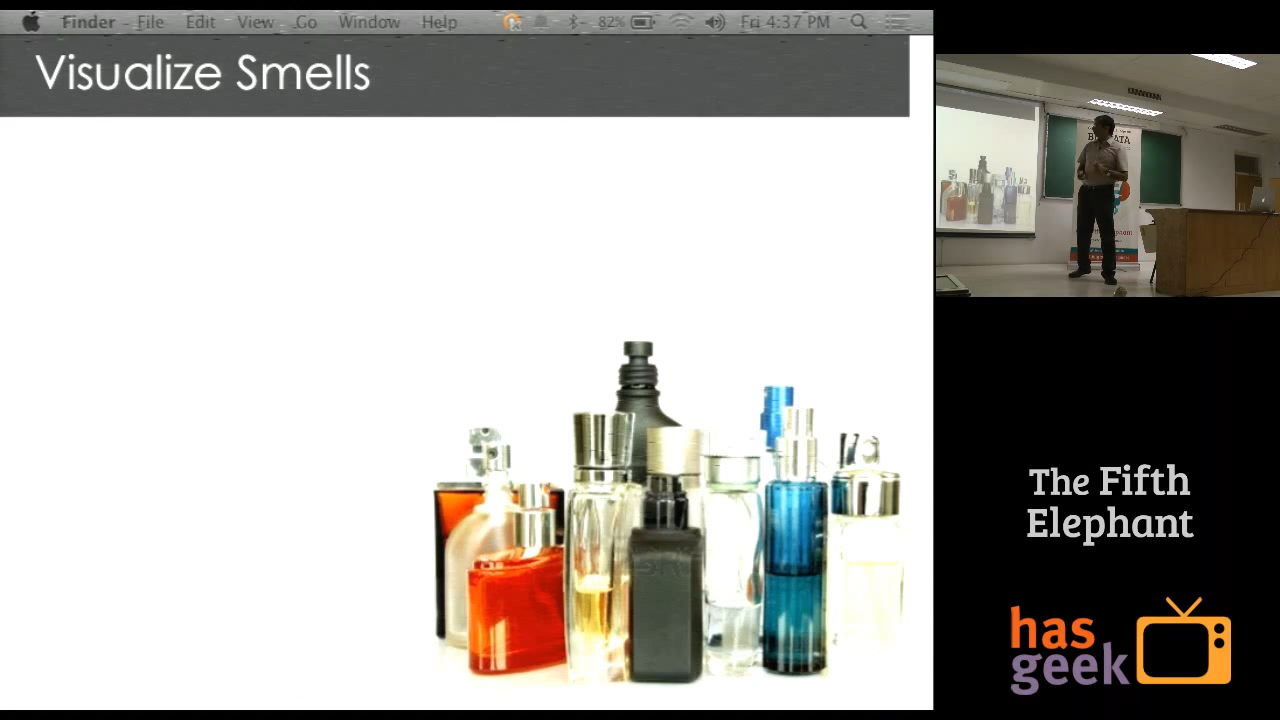 Finder File Edit View Go Window Help 82% Fri 4:37 PM
Visualize Smells
The Fifth
Elephant
has
geek